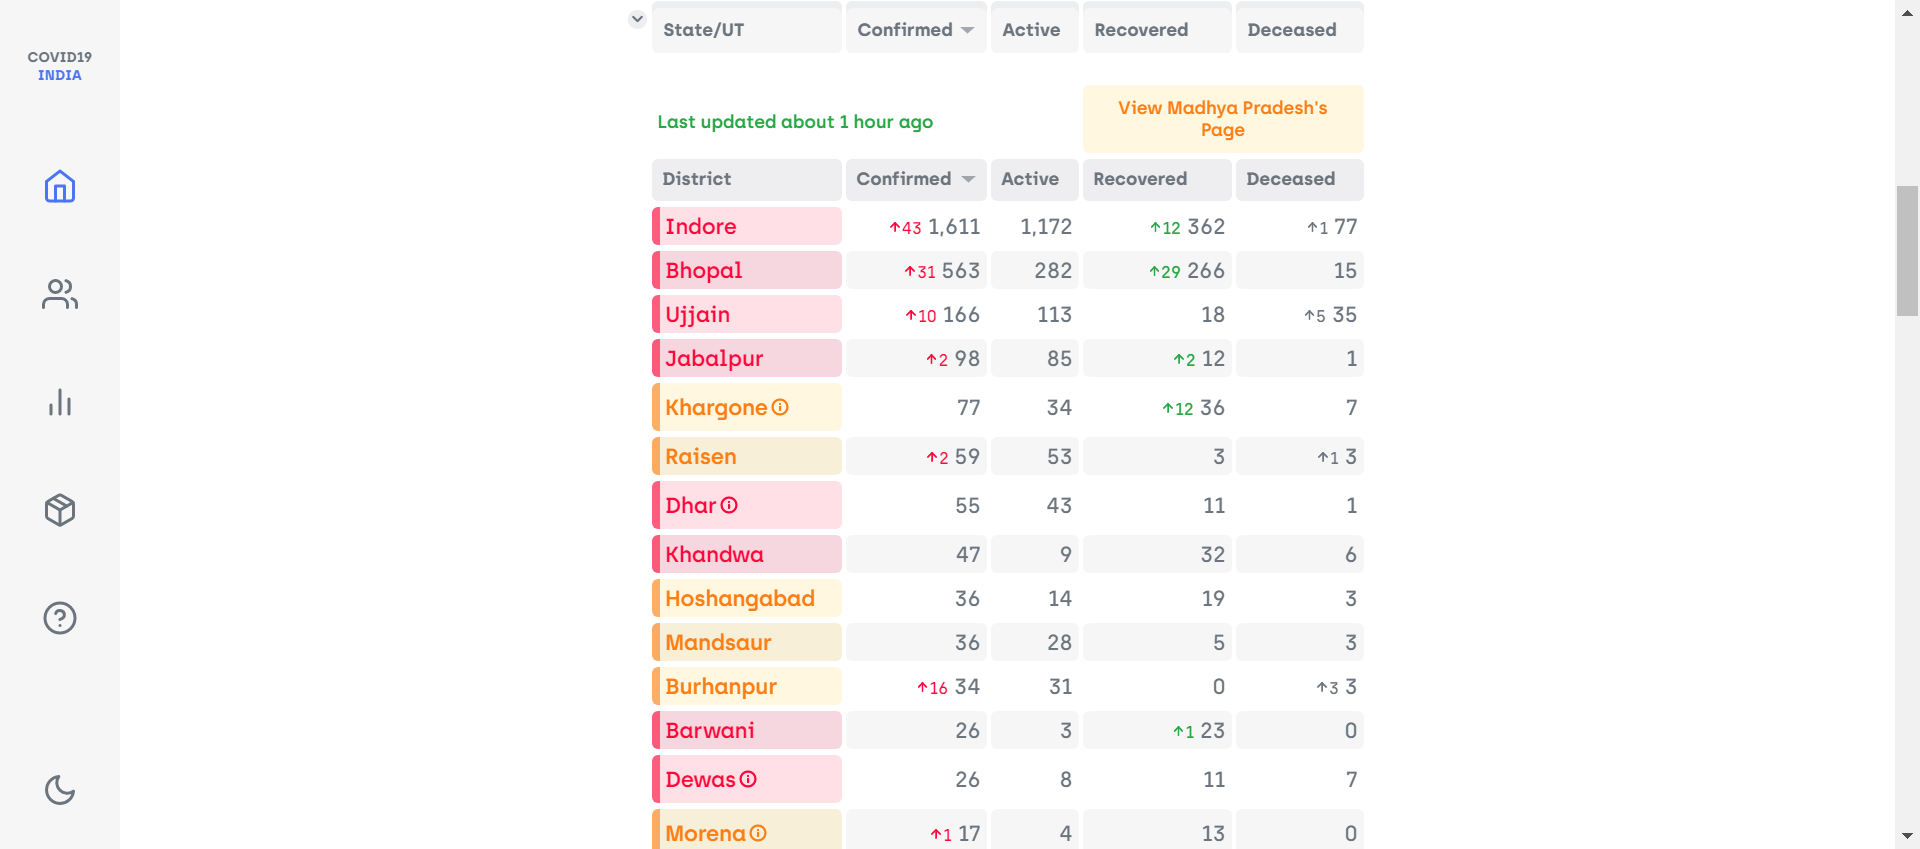 COVID19
INDIA
State/UT Confirmed Active Recovered Deceased
Last updated about 1 hour ago
View Madhya Pradesh's
Page
District Confirmed Active Recovered Deceased
Indore ↑43 1,611 1,172 ↑12 362 ↑1 77
Bhopal ↑31 563 282 ↑29 266 15
Ujjain ↑10 166 113 18 ↑5 35
Jabalpur ↑2 98 85 ↑2 12 1
Khargone 77 34 ↑12 36 7
Raisen ↑2 59 53 3 ↑1 3
Dhar 55 43 11 1
Khandwa 47 9 32 6
Hoshangabad 36 14 19 3
Mandsaur 36 28 5 3
Burhanpur ↑16 34 31 0 ↑3 3
Barwani 26 3 ↑1 23 0
Dewas 26 8 11 7
Morena ↑1 17 4 13 0